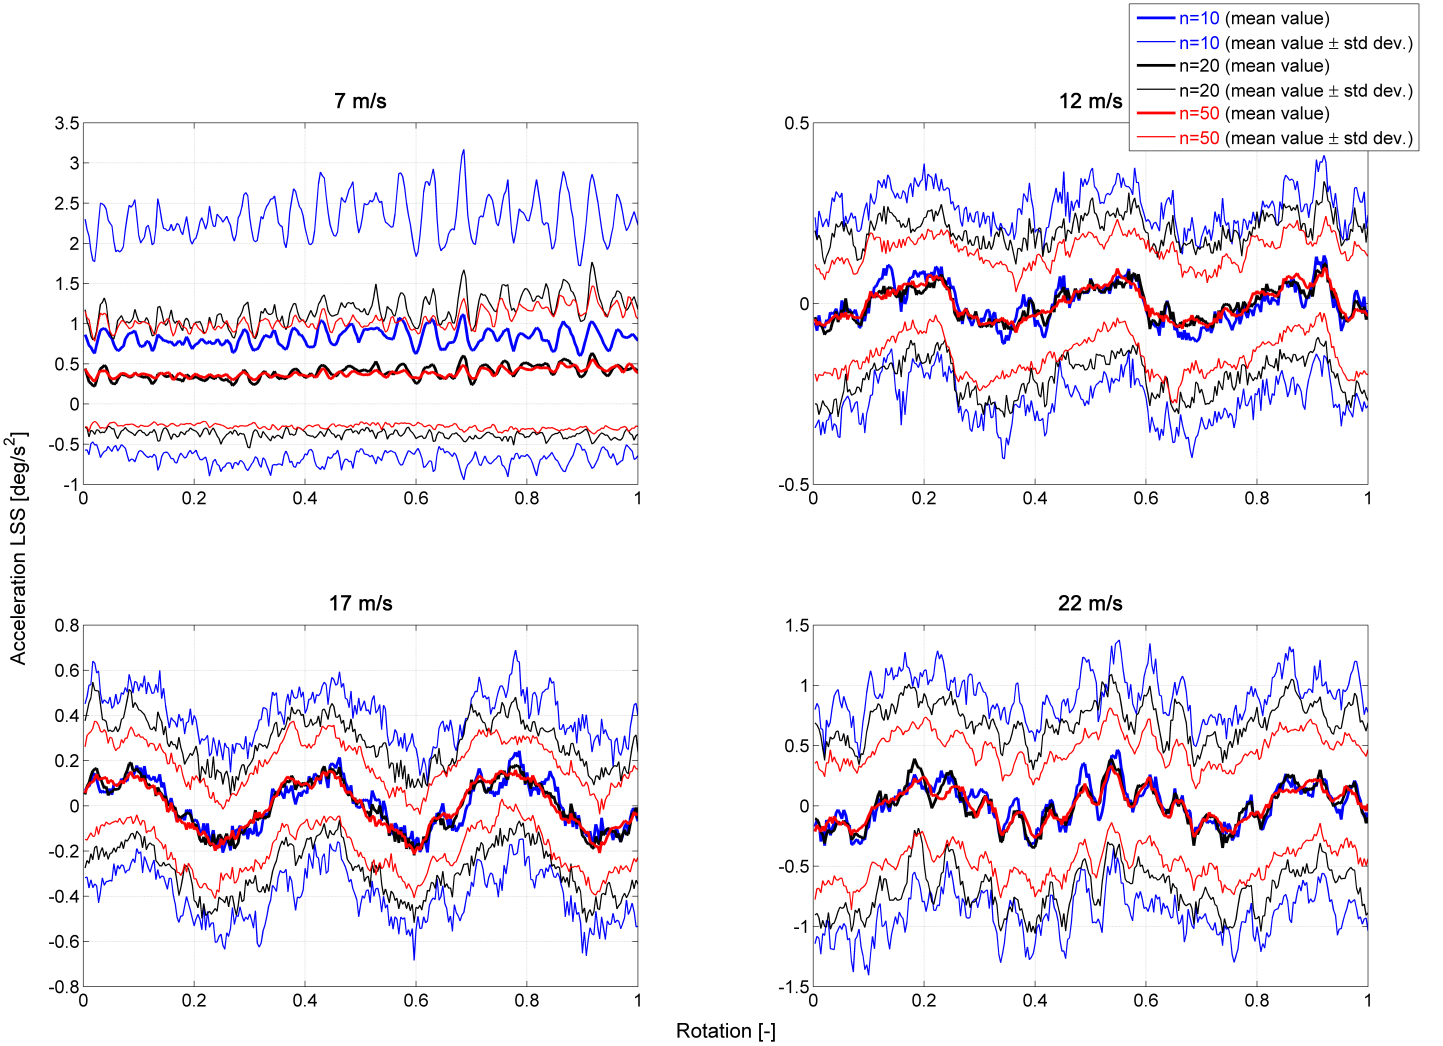 n=10 (mean value)
n=10 (mean value ± std dev.)
n=20 (mean value)
n=20 (mean value ± std dev.)
n=50 (mean value)
n=50 (mean value ± std dev.)
7 m/s
3.5
3
2.5
2
1.5
1
0.5
0
-0.5
-1
0 0.2 0.4 0.6 0.8 1
12 m/s
0.5
0
-0.5
0 0.2 0.4 0.6 0.8 1
Acceleration LSS [deg/s²]
17 m/s
0.8
0.6
0.4
0.2
0
-0.2
-0.4
-0.6
-0.8
0 0.2 0.4 0.6 0.8 1
22 m/s
1.5
1
0.5
0
-0.5
-1
-1.5
0 0.2 0.4 0.6 0.8 1
Rotation [-]